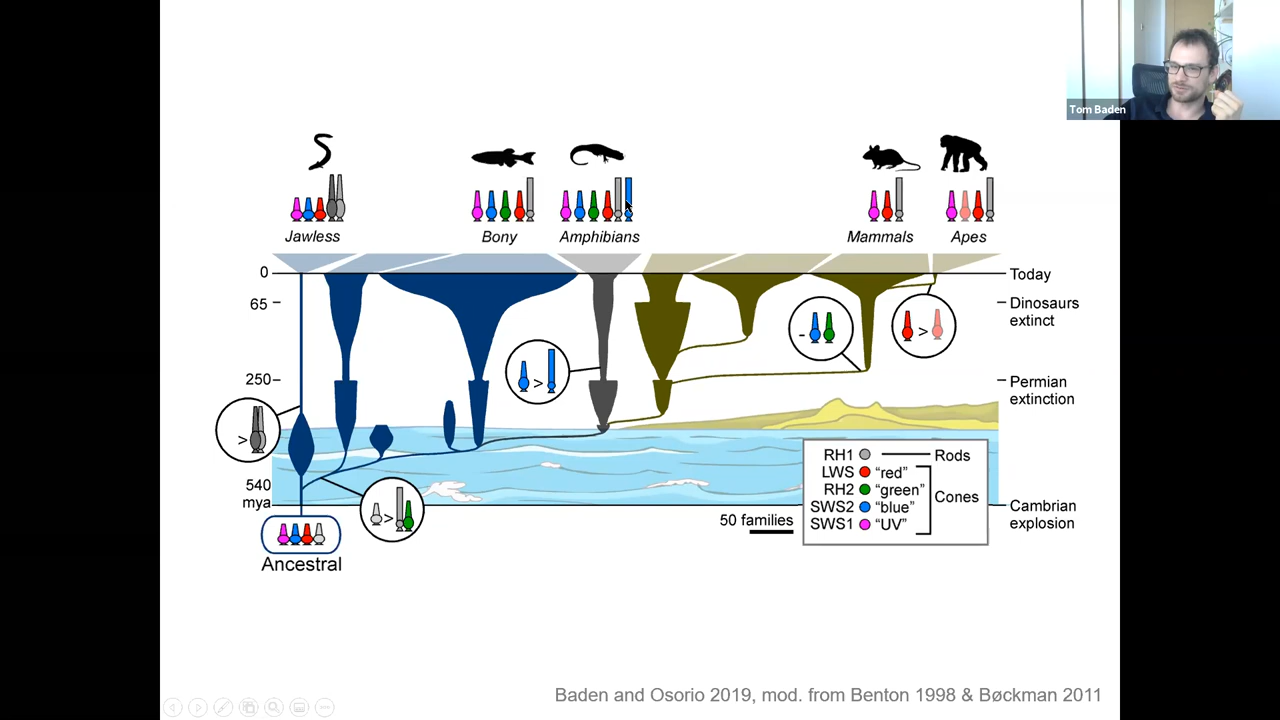 Tom Baden
Jawless
Bony
Amphibians
Mammals
Apes
0
Today
65
Dinosaurs
extinct
- 
>
>
250
Permian
extinction
>
>
RH1
Rods
LWS
"red"
RH2
"green"
Cones
SWS2
"blue"
SWS1
"UV"
540
mya
50 families
Cambrian
explosion
Ancestral
Baden and Osorio 2019, mod. from Benton 1998 & Bøckman 2011